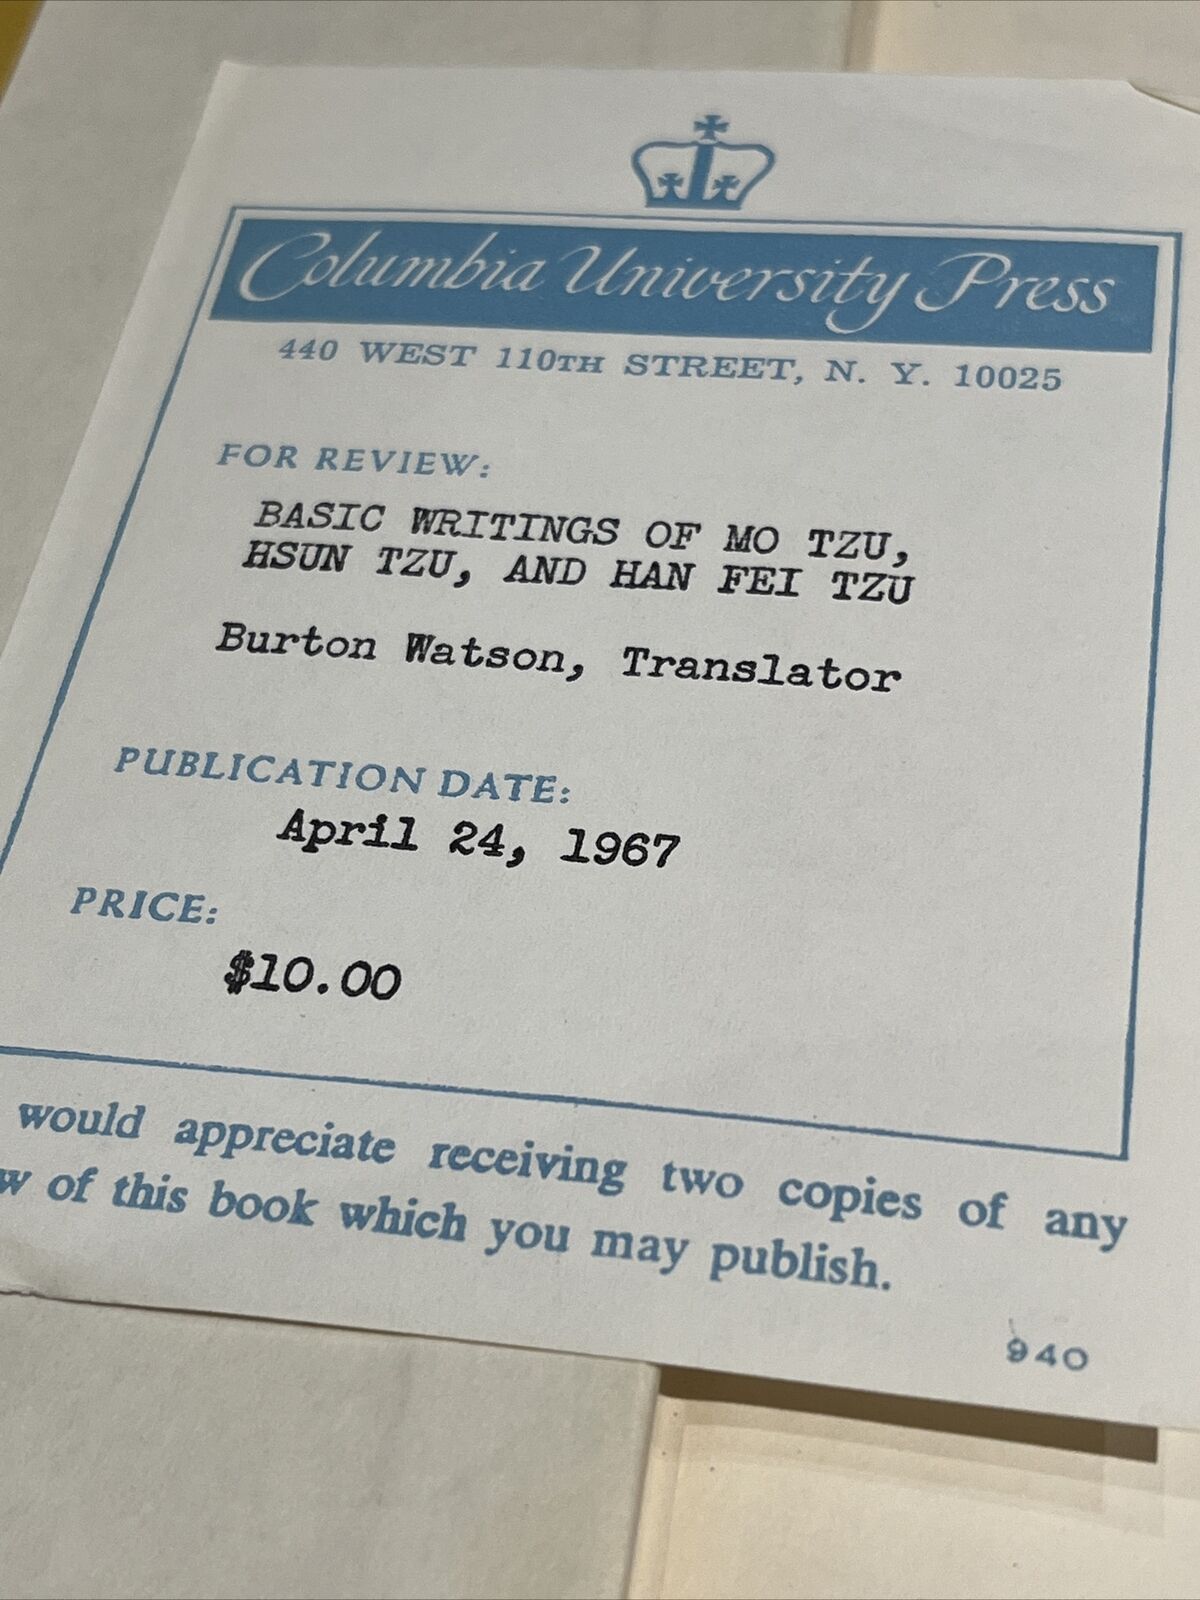 Columbia University Press
440 WEST 110TH STREET, N. Y. 10025
FOR REVIEW:
BASIC WRITINGS OF MO TZU,
HSUN TZU, AND HAN FEI TZU
Burton Watson, Translator
PUBLICATION DATE:
April 24, 1967
PRICE:
$10.00
would appreciate receiving two copies of any
of this book which you may publish.
940